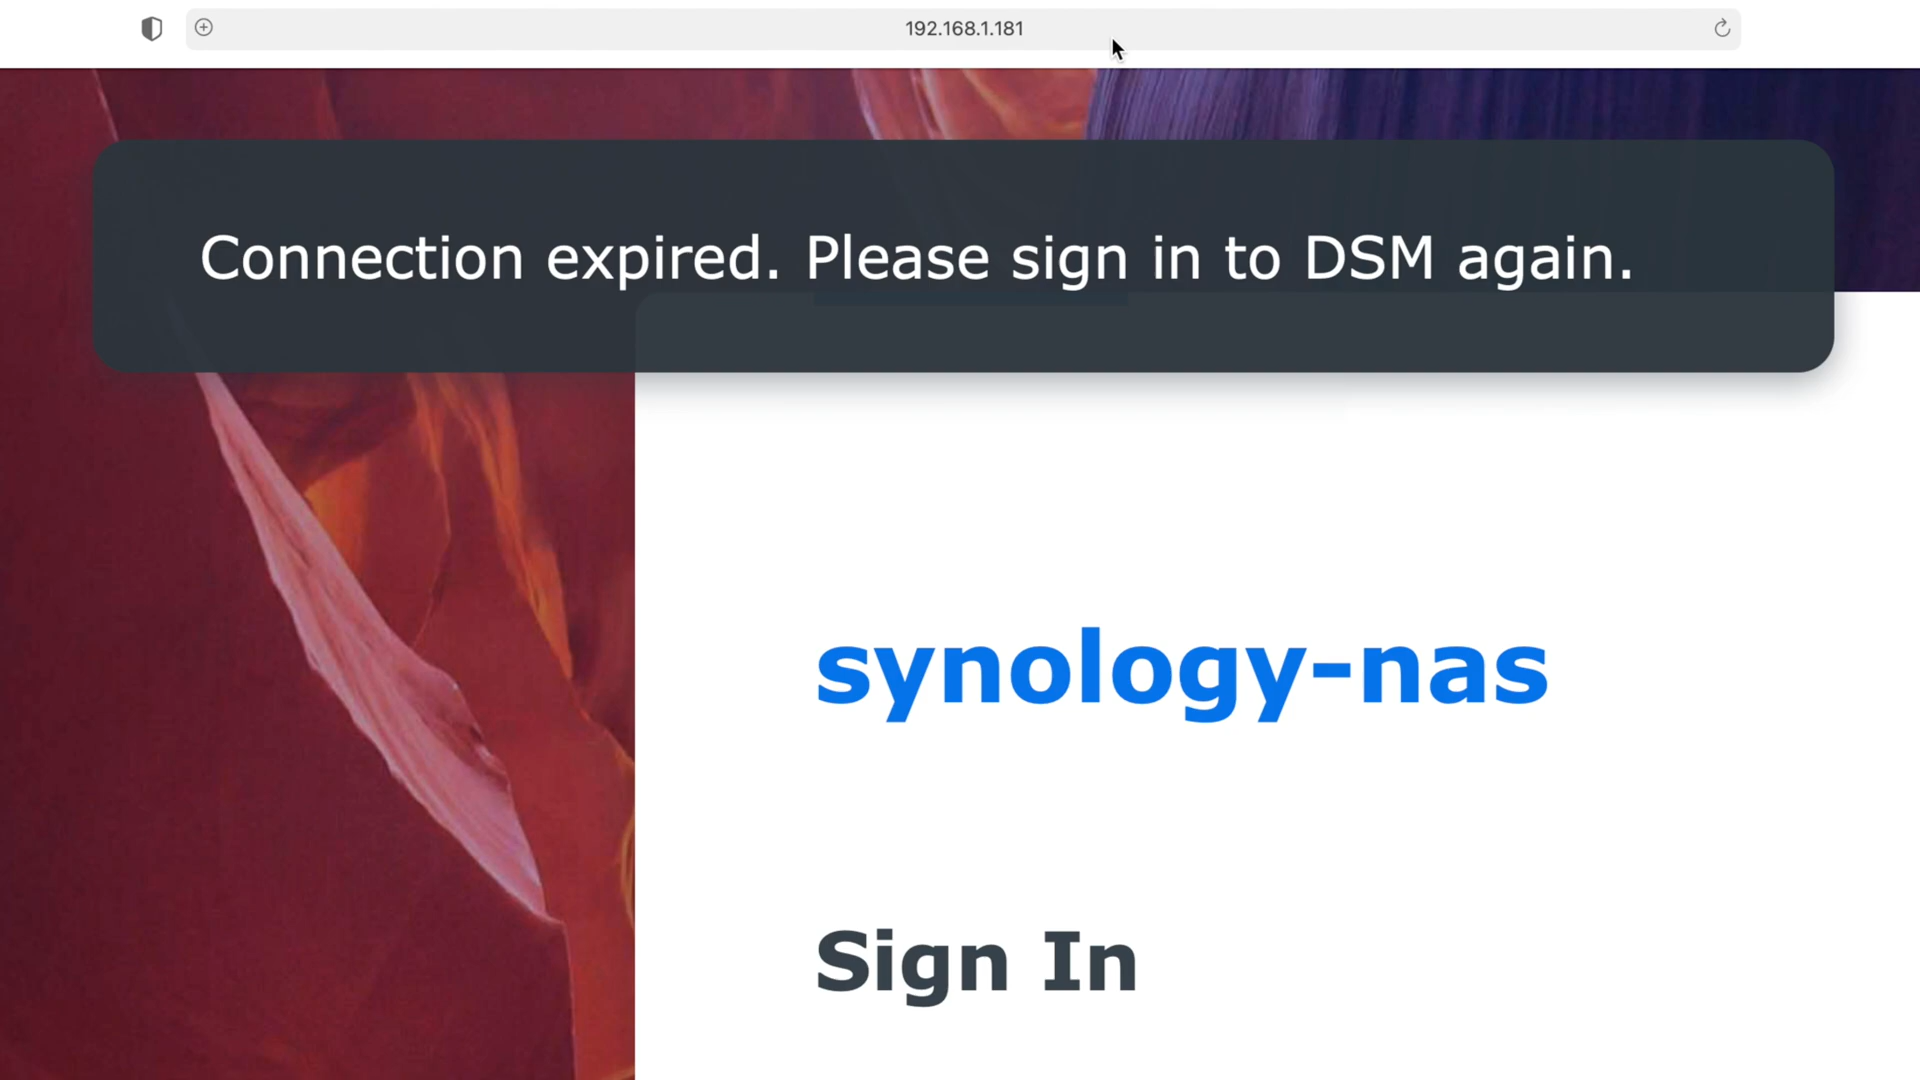 192.168.1.181
Connection expired. Please sign in to DSM again.
synology-nas
Sign In